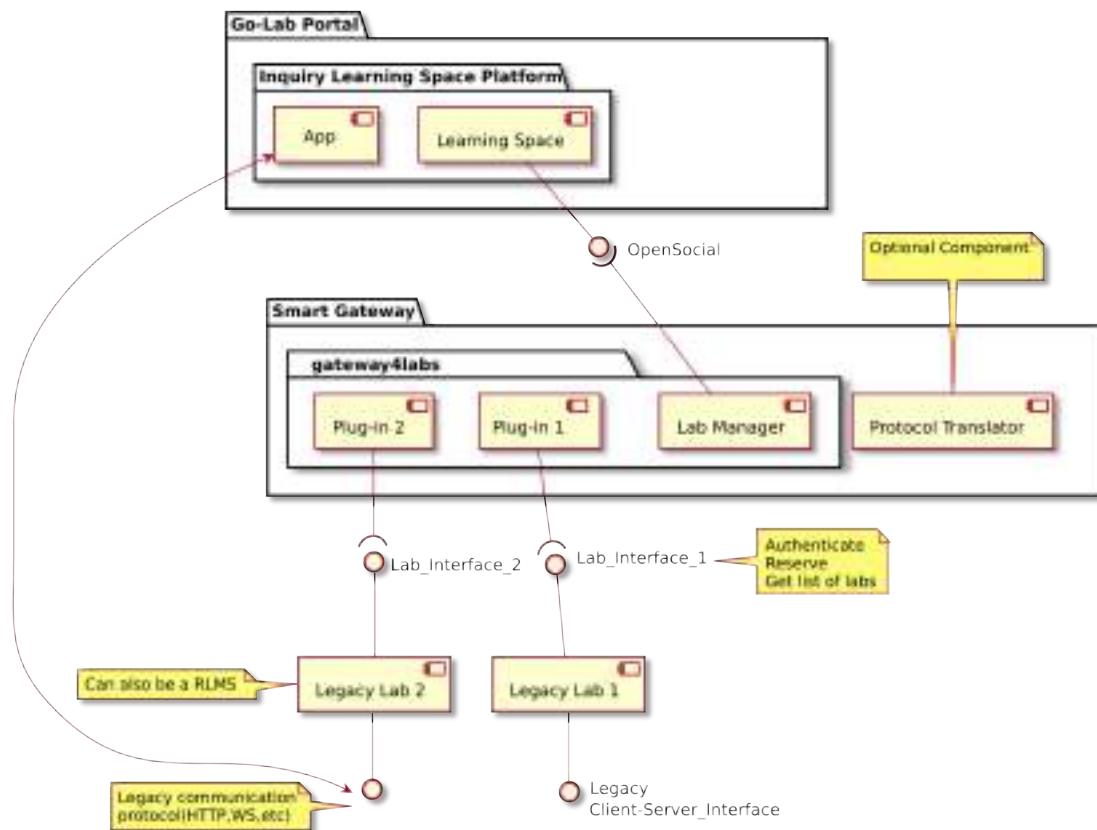 Go-Lab Portal
Inquiry Learning Space Platform
App
Learning Space
OpenSocial
Optional Component
Smart Gateway
gateway4labs
Plug-in 2
Plug-in 1
Lab Manager
Protocol Translator
Lab_Interface_2
Lab_Interface_1
Authenticate
Reserve
Get list of labs
Can also be a RLMS
Legacy Lab 2
Legacy Lab 1
Legacy communication
protocol(HTTP,WS,etc)
Legacy
Client-Server_Interface